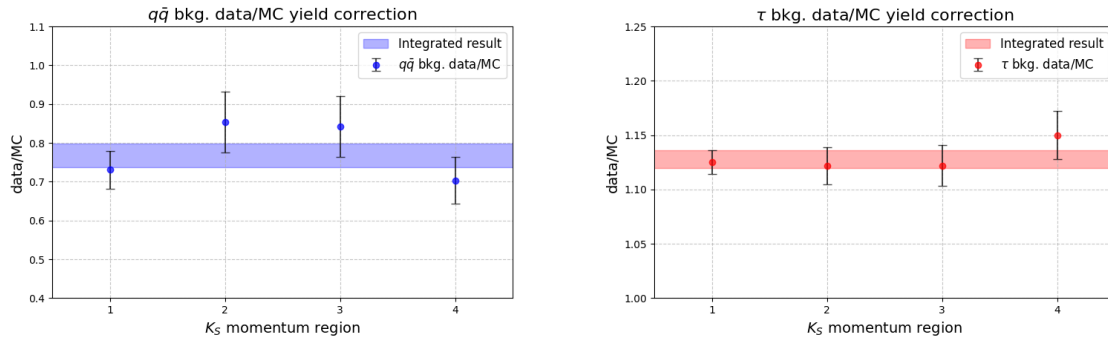 qq̄ bkg. data/MC yield correction
1.1
1.0
0.9
0.8
0.7
0.6
0.5
0.4
data/MC
Integrated result
qq̄ bkg. data/MC
1
2
3
4
K_S momentum region
τ bkg. data/MC yield correction
1.25
1.20
1.15
1.10
1.05
1.00
data/MC
Integrated result
τ bkg. data/MC
1
2
3
4
K_S momentum region